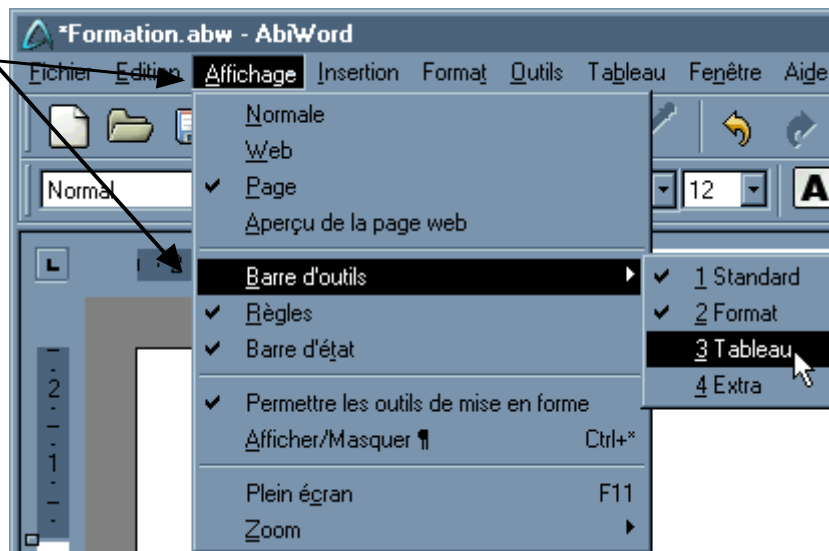 *Formation.abw - AbiWord
Fichier Edition Affichage Insertion Format Outils Tableau Fenêtre Aide
Normale
Web
Page
Normal
12
A
Aperçu de la page web
L
2
Barre d'outils
1 Standard
Règles
2 Format
Barre d'état
3 Tableau
2
4 Extra
Permettre les outils de mise en forme
Afficher/Masquer ¶ Ctrl+*
1
Plein écran F11
Zoom